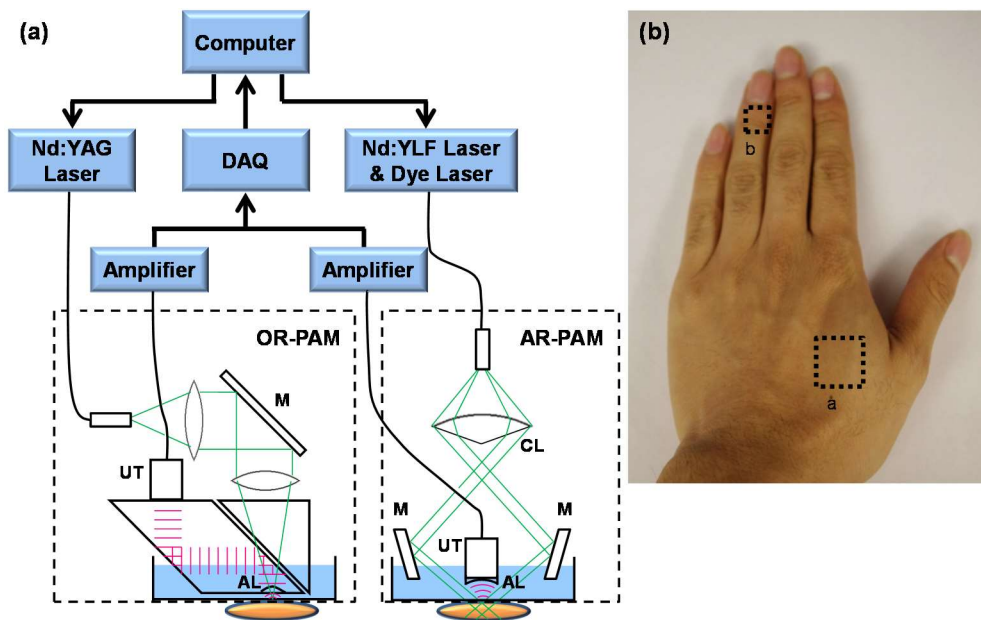 (a)
Computer
Nd:YAG
Laser
DAQ
Nd:YLF Laser
& Dye Laser
Amplifier
Amplifier
OR-PAM
M
UT
AL
AR-PAM
CL
M
M
UT
AL
(b)
b
a